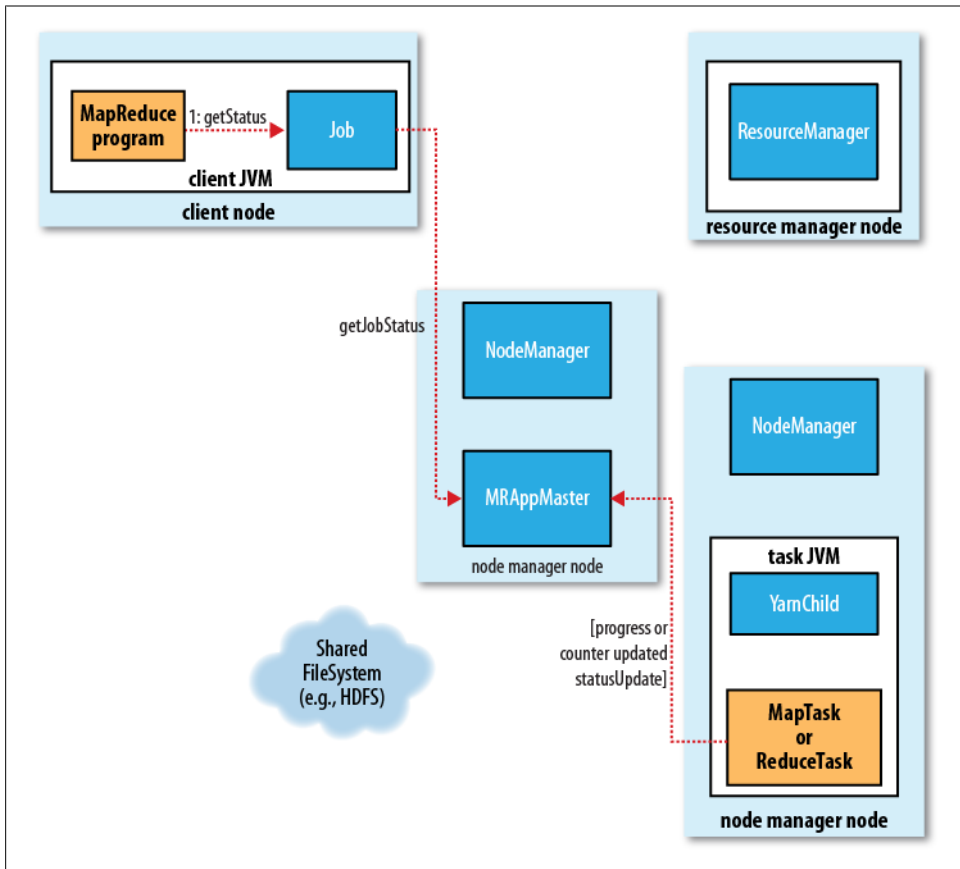 MapReduce
program
1: getStatus
Job
client JVM
client node
ResourceManager
resource manager node
getJobStatus
NodeManager
MRAppMaster
node manager node
NodeManager
task JVM
YarnChild
MapTask
or
ReduceTask
node manager node
[progress or
counter updated
statusUpdate]
Shared
FileSystem
(e.g., HDFS)